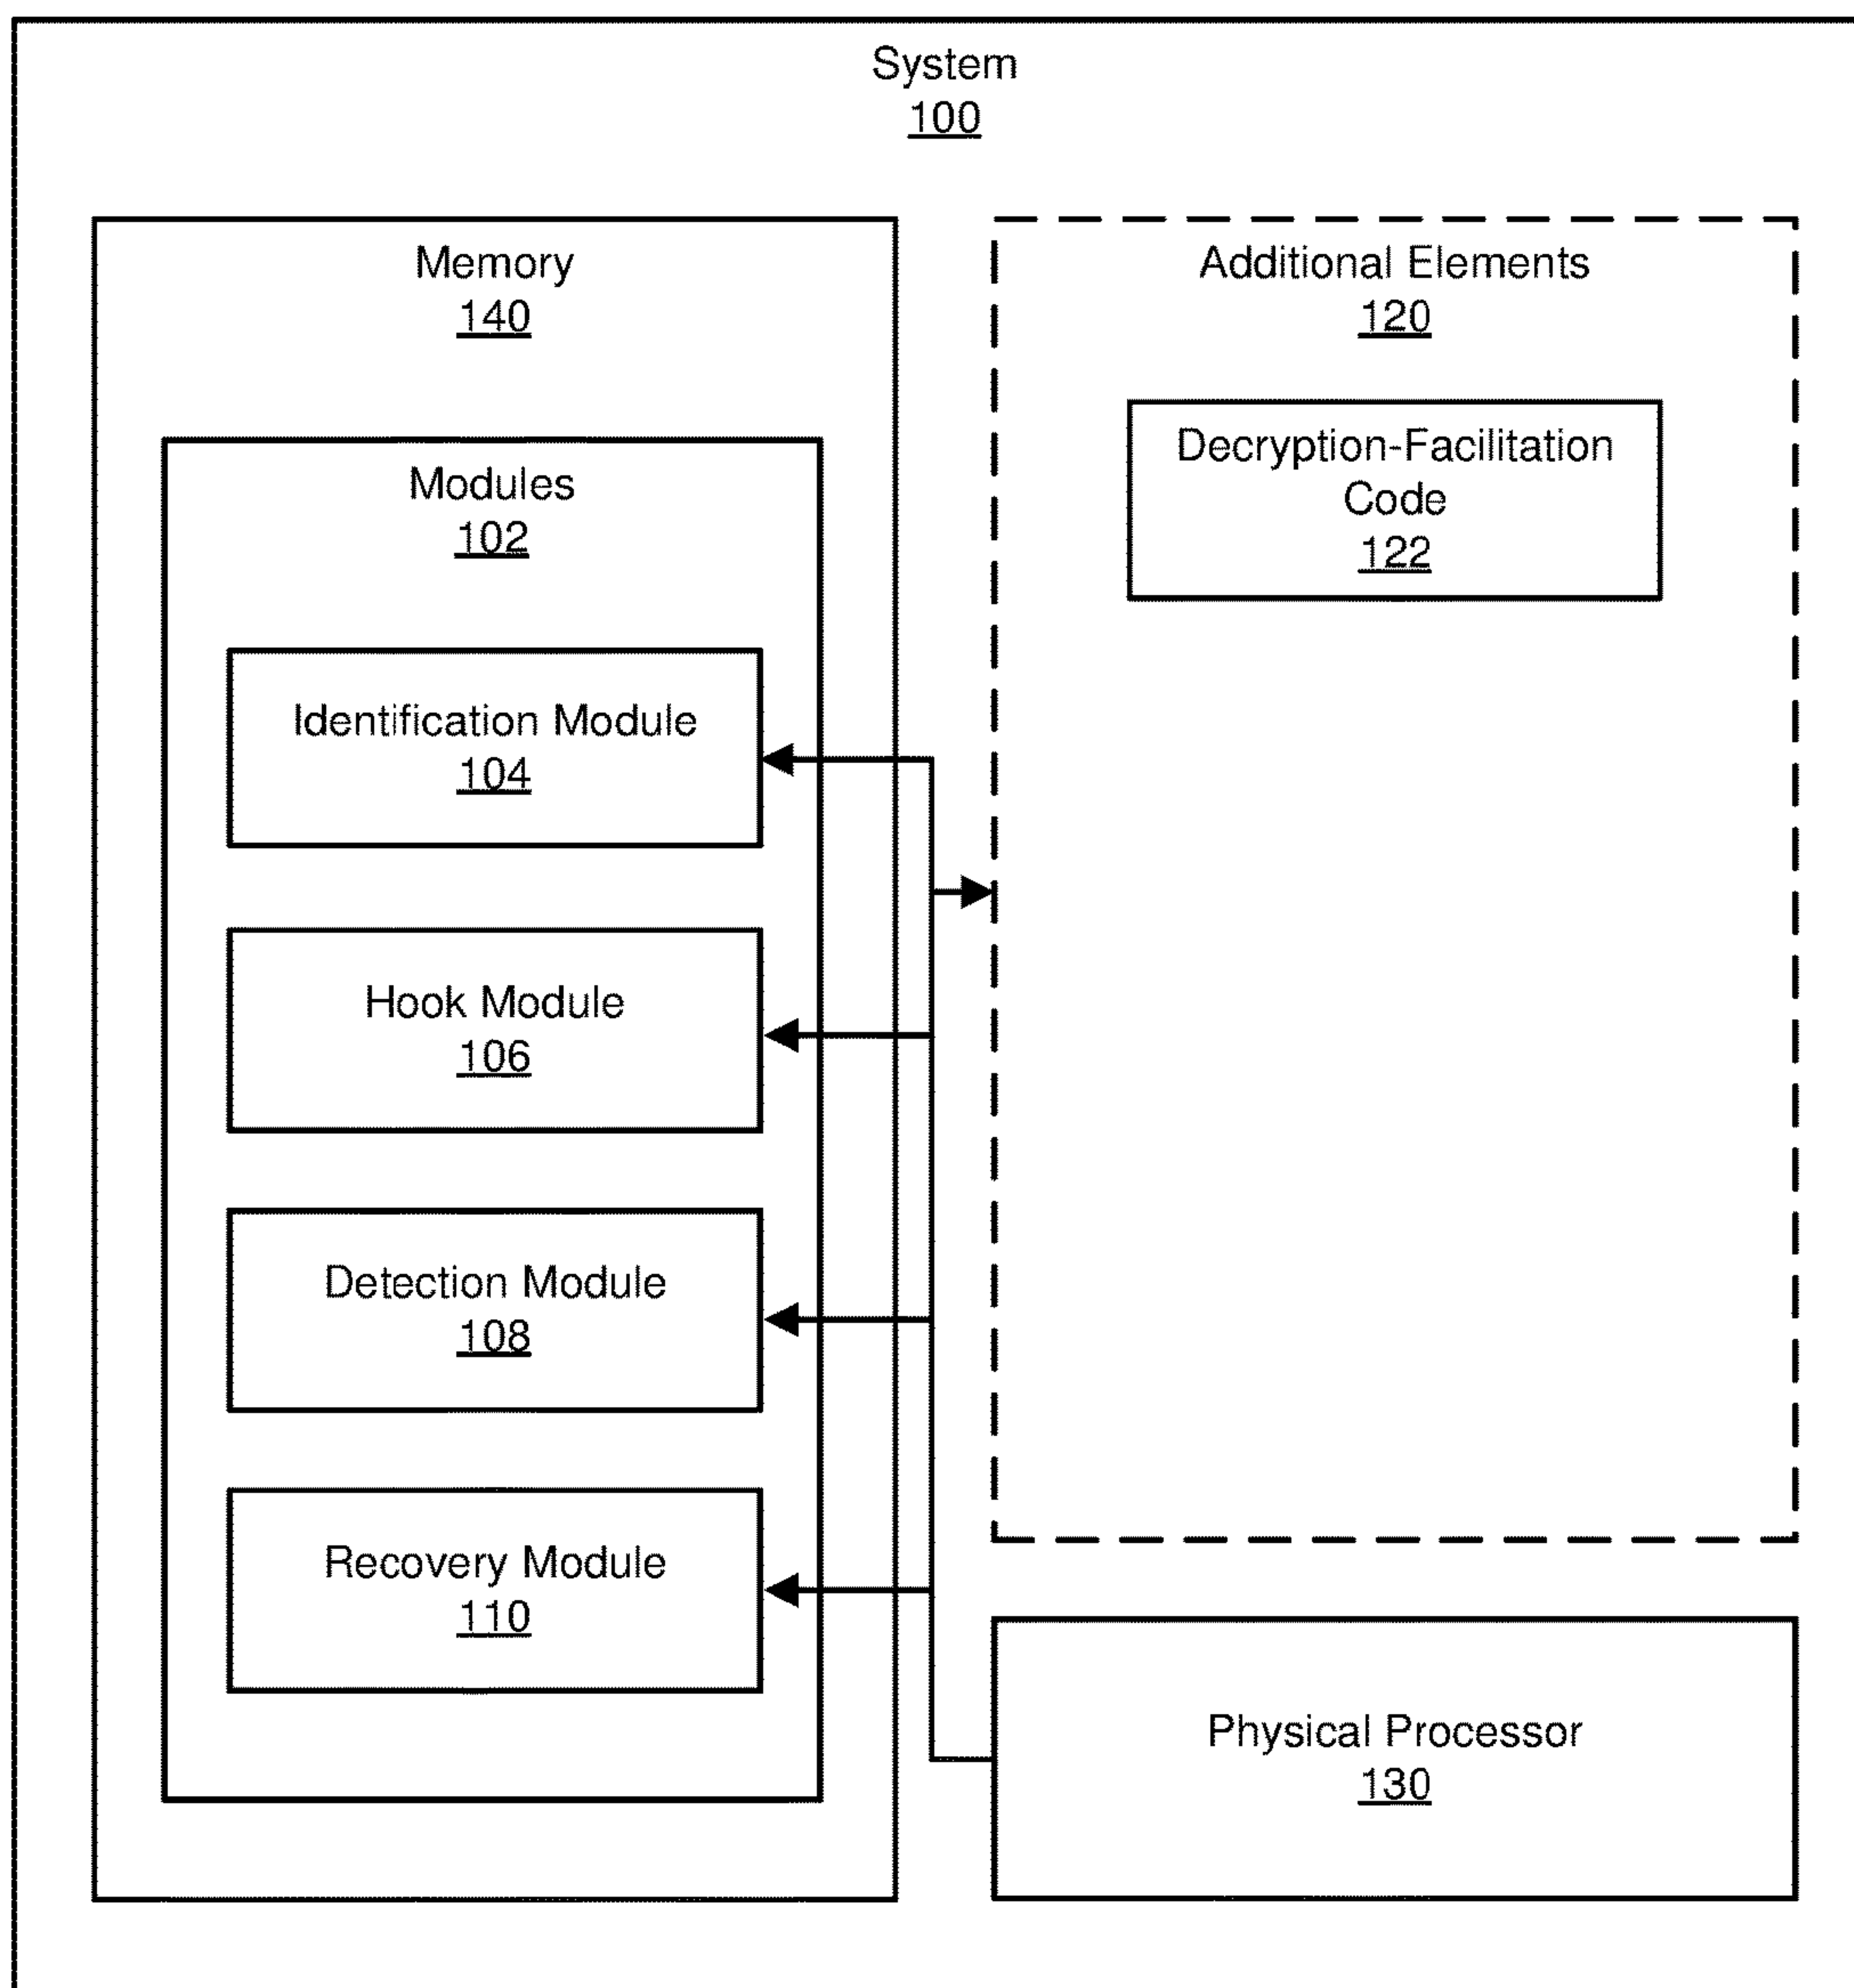 System
100
Memory
140
Modules
102
Identification Module
104
Hook Module
106
Detection Module
108
Recovery Module
110
Additional Elements
120
Decryption-Facilitation
Code
122
Physical Processor
130